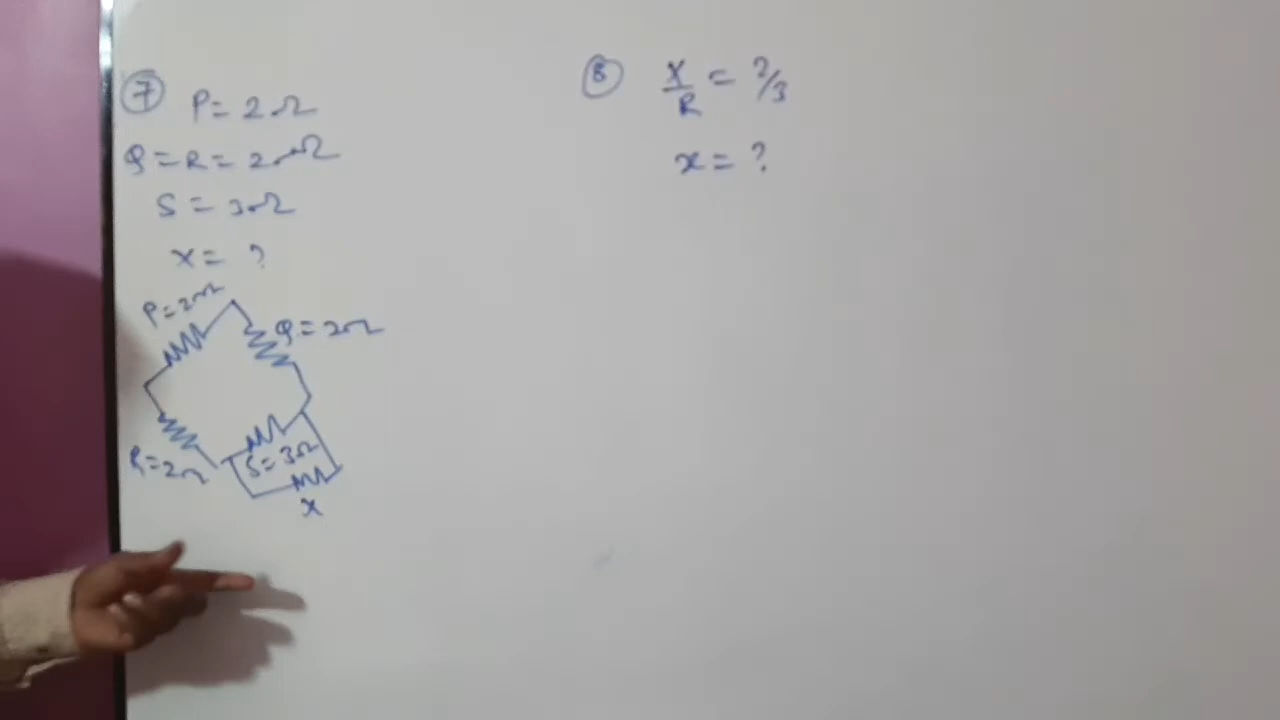 7
P = 2Ω
Q = R = 2Ω
S = 3Ω
X = ?
P = 2Ω
Q = 2Ω
R = 2Ω
S = 3Ω
X
8
X/R = 2/3
x = ?